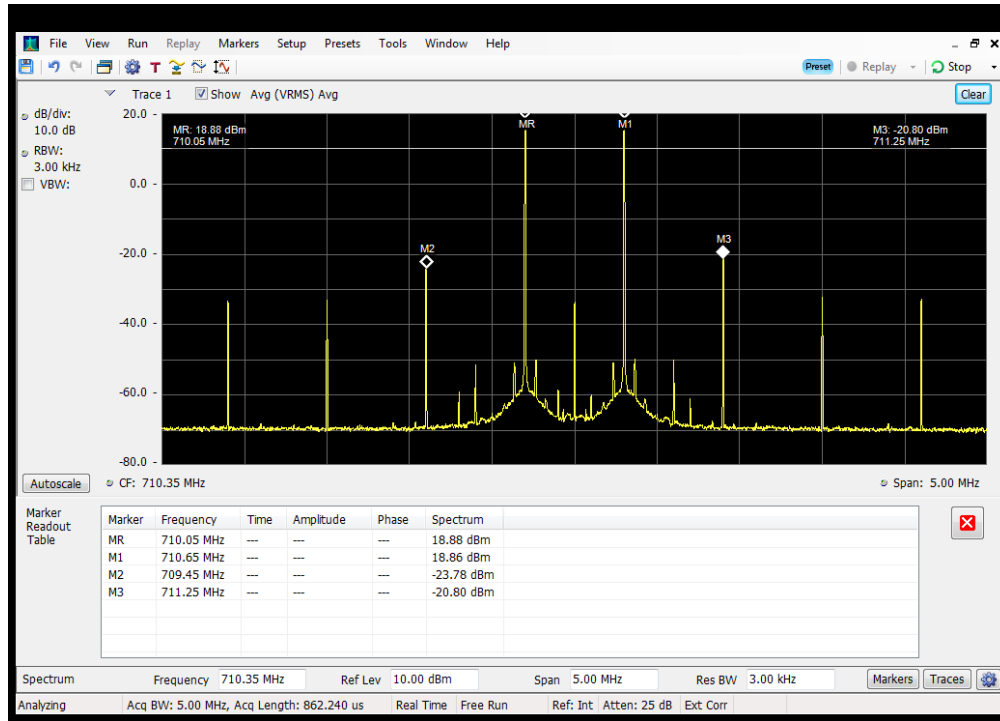 File View Run Replay Markers Setup Presets Tools Window Help
Preset Replay Stop
Trace 1 Show Avg (VRMS) Avg Clear
dB/div:
10.0 dB
RBW:
3.00 kHz
VBW:
20.0
0.0
-20.0
-40.0
-60.0
-80.0
MR: 18.88 dBm
710.05 MHz
MR
M1
M3: -20.80 dBm
711.25 MHz
M2
M3
Autoscale CF: 710.35 MHz Span: 5.00 MHz
Marker
Readout
Table
Marker Frequency Time Amplitude Phase Spectrum
MR 710.05 MHz --- --- --- 18.88 dBm
M1 710.65 MHz --- --- --- 18.86 dBm
M2 709.45 MHz --- --- --- -23.78 dBm
M3 711.25 MHz --- --- --- -20.80 dBm
Spectrum Frequency 710.35 MHz Ref Lev 10.00 dBm Span 5.00 MHz Res BW 3.00 kHz Markers Traces
Analyzing Acq BW: 5.00 MHz, Acq Length: 862.240 us Real Time Free Run Ref: Int Atten: 25 dB Ext Corr